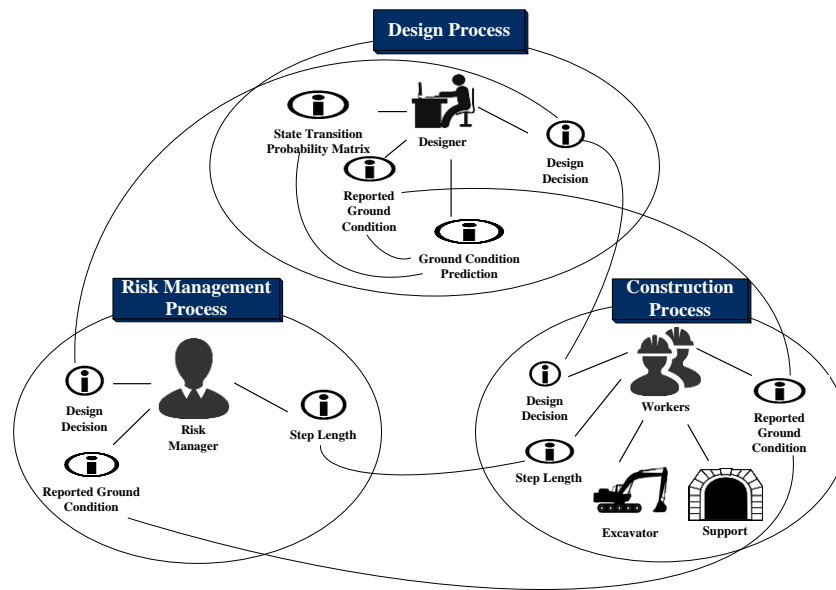 Design Process
State Transition
Probability Matrix
Designer
Design
Decision
Reported
Ground
Condition
Ground Condition
Prediction
Risk Management
Process
Design
Decision
Risk
Manager
Step Length
Reported Ground
Condition
Construction
Process
Design
Decision
Workers
Reported
Ground
Condition
Step Length
Excavator
Support